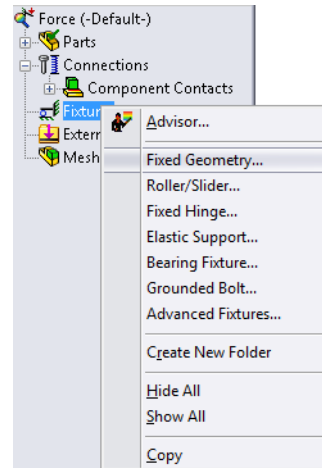 Force (-Default-)
Parts
Connections
Component Contacts
Fixtur
Extern
Mesh
Advisor...
Fixed Geometry...
Roller/Slider...
Fixed Hinge...
Elastic Support...
Bearing Fixture...
Grounded Bolt...
Advanced Fixtures...
Create New Folder
Hide All
Show All
Copy